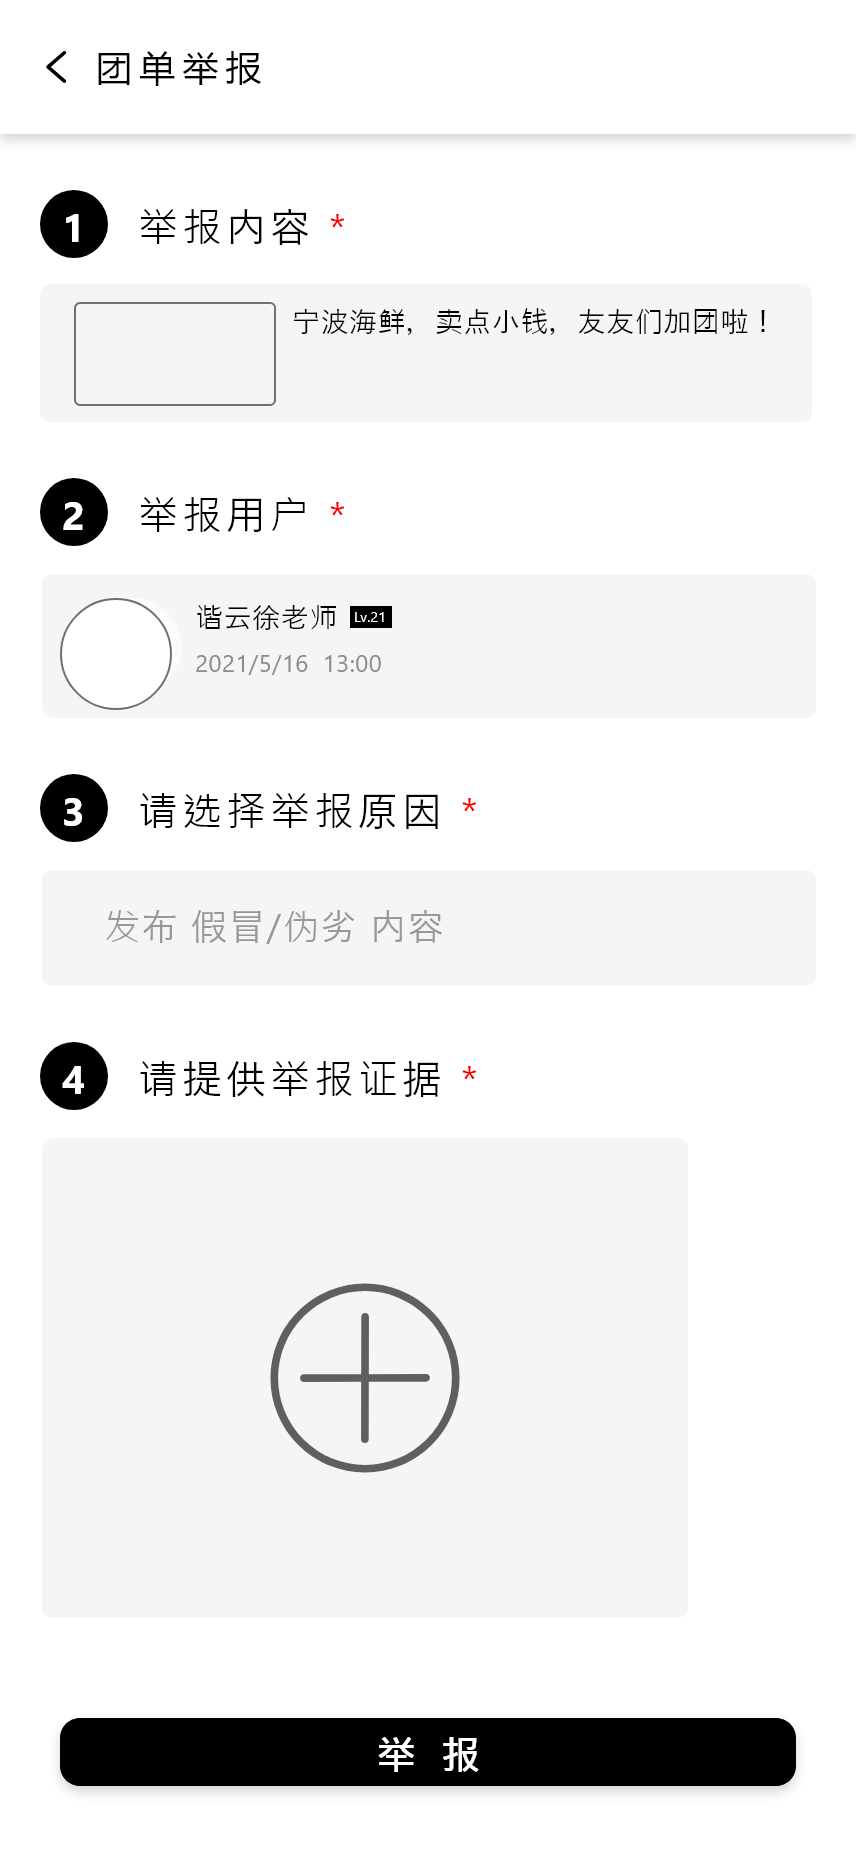 团单举报
1 举报内容 *
宁波海鲜，卖点小钱，友友们加团啦！
2 举报用户 *
谐云徐老师 Lv.21
2021/5/16 13:00
3 请选择举报原因 *
发布 假冒/伪劣 内容
4 请提供举报证据 *
举 报